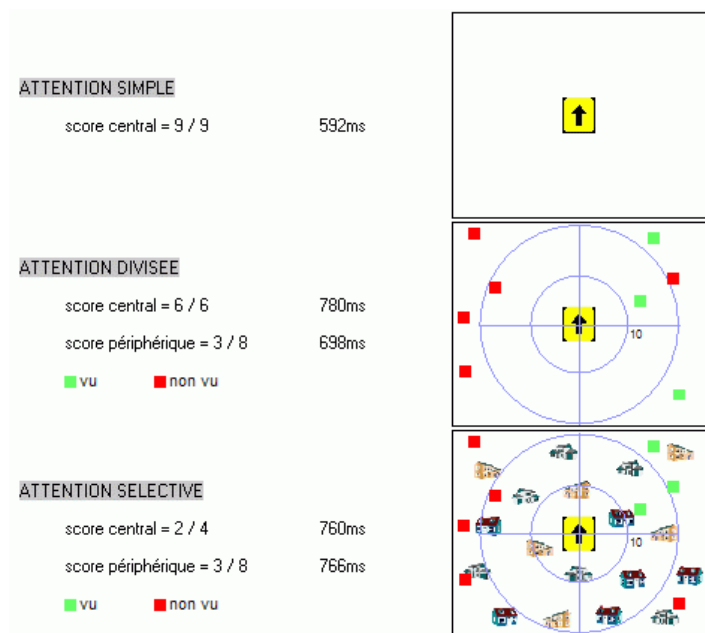 ATTENTION SIMPLE
score central = 9 / 9 592ms
ATTENTION DIVISEE
score central = 6 / 6 780ms
score périphérique = 3 / 8 698ms
vu non vu
10
ATTENTION SELECTIVE
score central = 2 / 4 760ms
score périphérique = 3 / 8 766ms
vu non vu
10